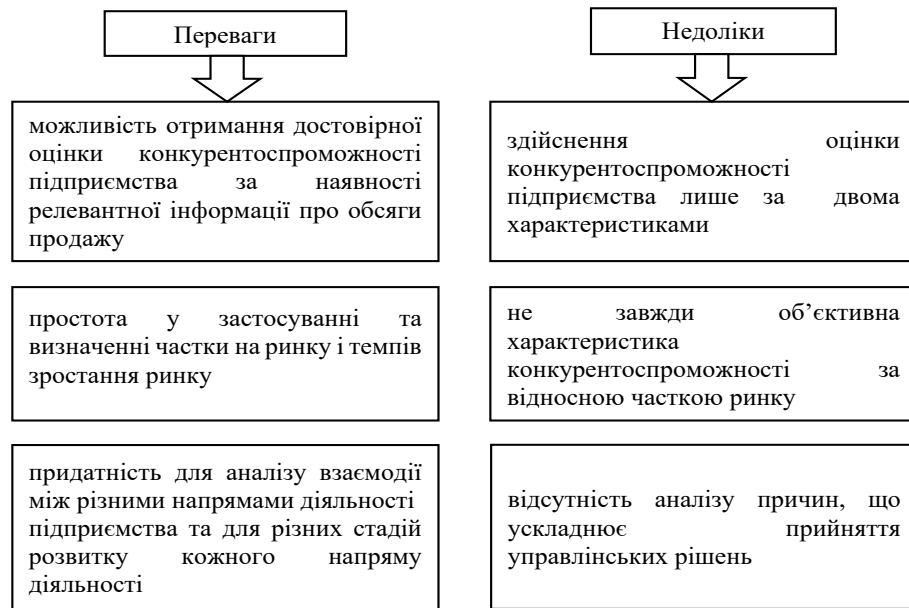 Переваги
можливість отримання достовірної
оцінки конкурентоспроможності
підприємства за наявності
релевантної інформації про обсяги
продажу
простота у застосуванні та
визначенні частки на ринку і темпів
зростання ринку
придатність для аналізу взаємодії
між різними напрямами діяльності
підприємства та для різних стадій
розвитку кожного напряму
діяльності
Недоліки
здійснення оцінки
конкурентоспроможності
підприємства лише за двома
характеристиками
не завжди об’єктивна
характеристика
конкурентоспроможності за
відносною часткою ринку
відсутність аналізу причин, що
ускладнює прийняття
управлінських рішень